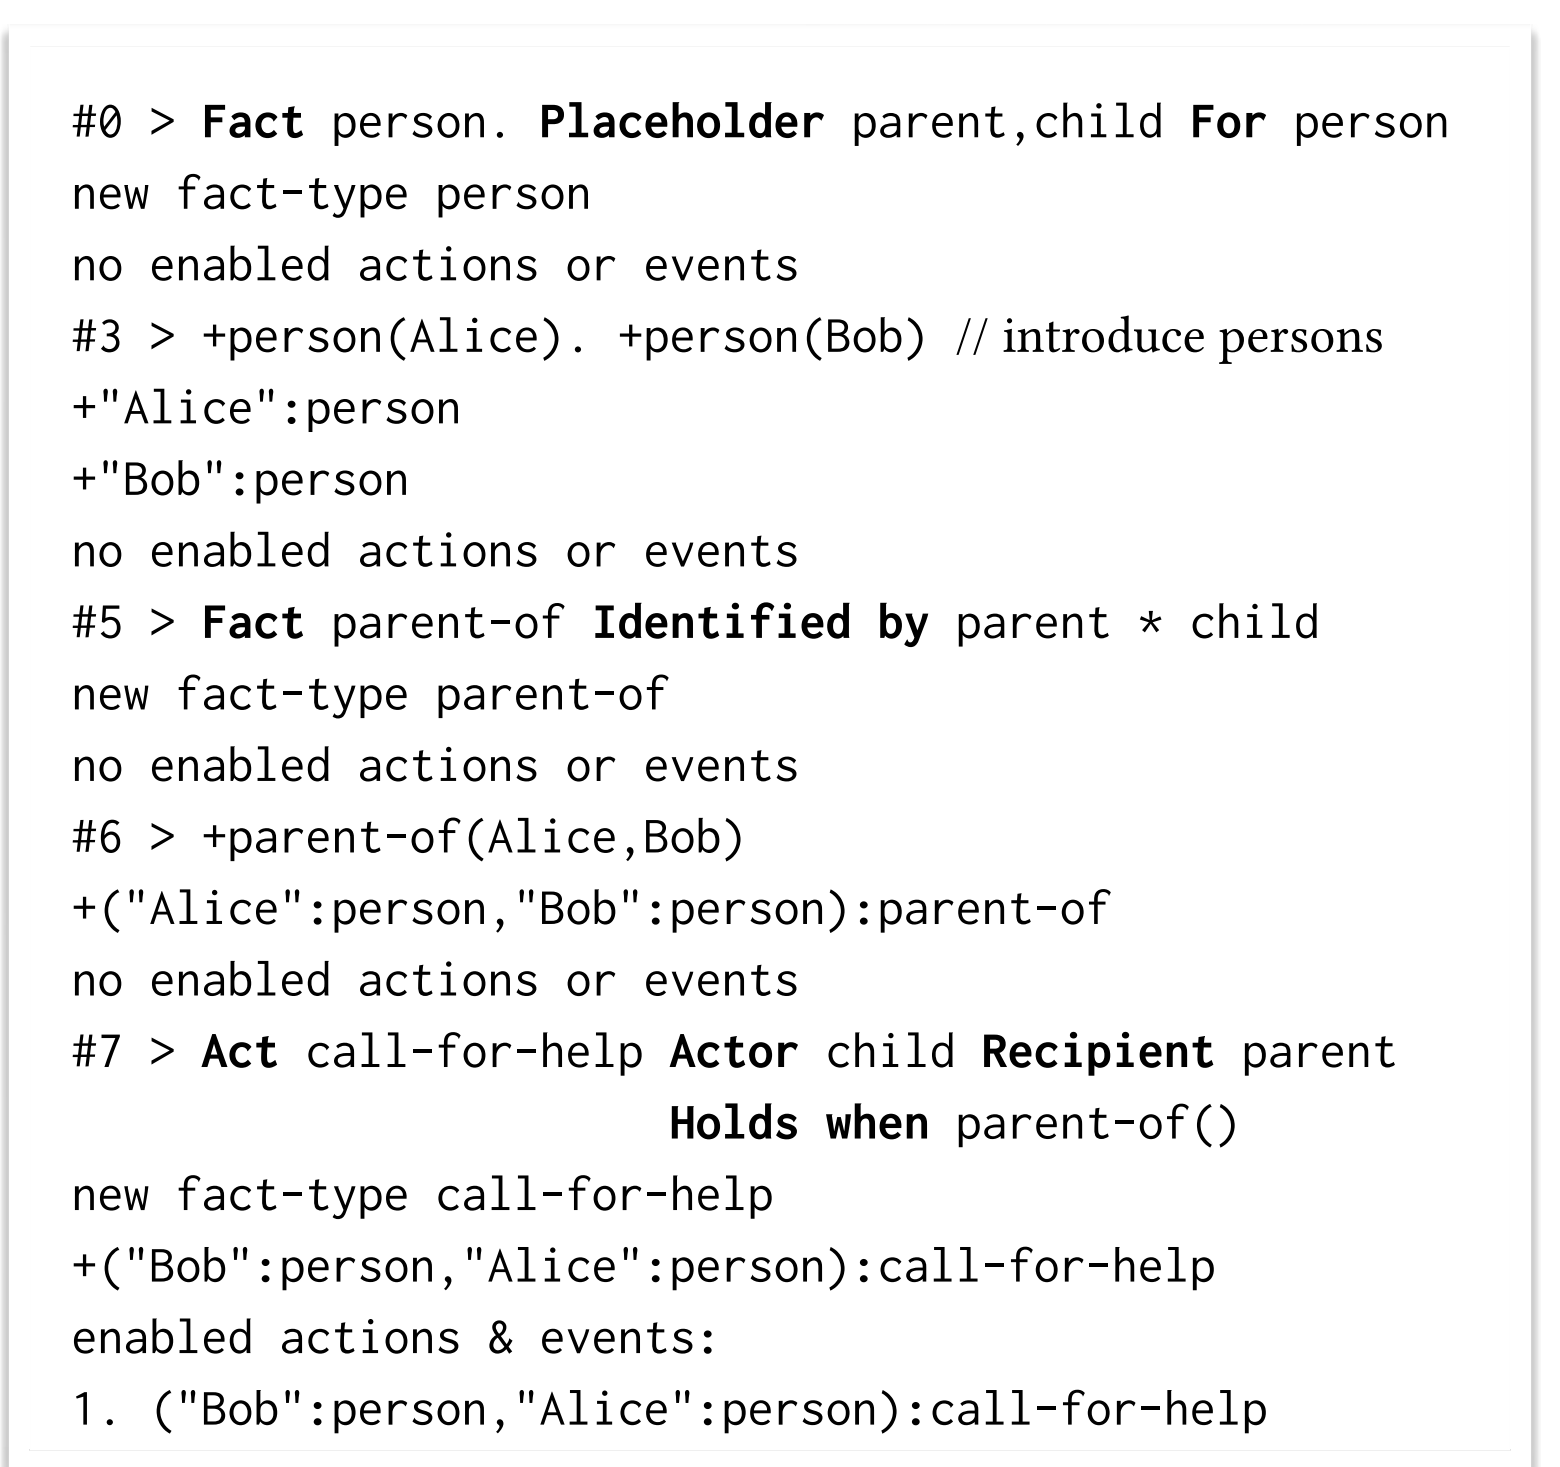 #0 > Fact person. Placeholder parent,child For person
new fact-type person
no enabled actions or events
#3 > +person(Alice). +person(Bob) // introduce persons
+"Alice":person
+"Bob":person
no enabled actions or events
#5 > Fact parent-of Identified by parent * child
new fact-type parent-of
no enabled actions or events
#6 > +parent-of(Alice,Bob)
+("Alice":person,"Bob":person):parent-of
no enabled actions or events
#7 > Act call-for-help Actor child Recipient parent
Holds when parent-of()
new fact-type call-for-help
+("Bob":person,"Alice":person):call-for-help
enabled actions & events:
1. ("Bob":person,"Alice":person):call-for-help